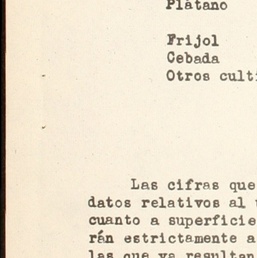 Plátano
Frijol
Cebada
Otros culti
Las cifras que
datos relativos al
cuanto a superficie
rán estrictamente a
las que ya resultan